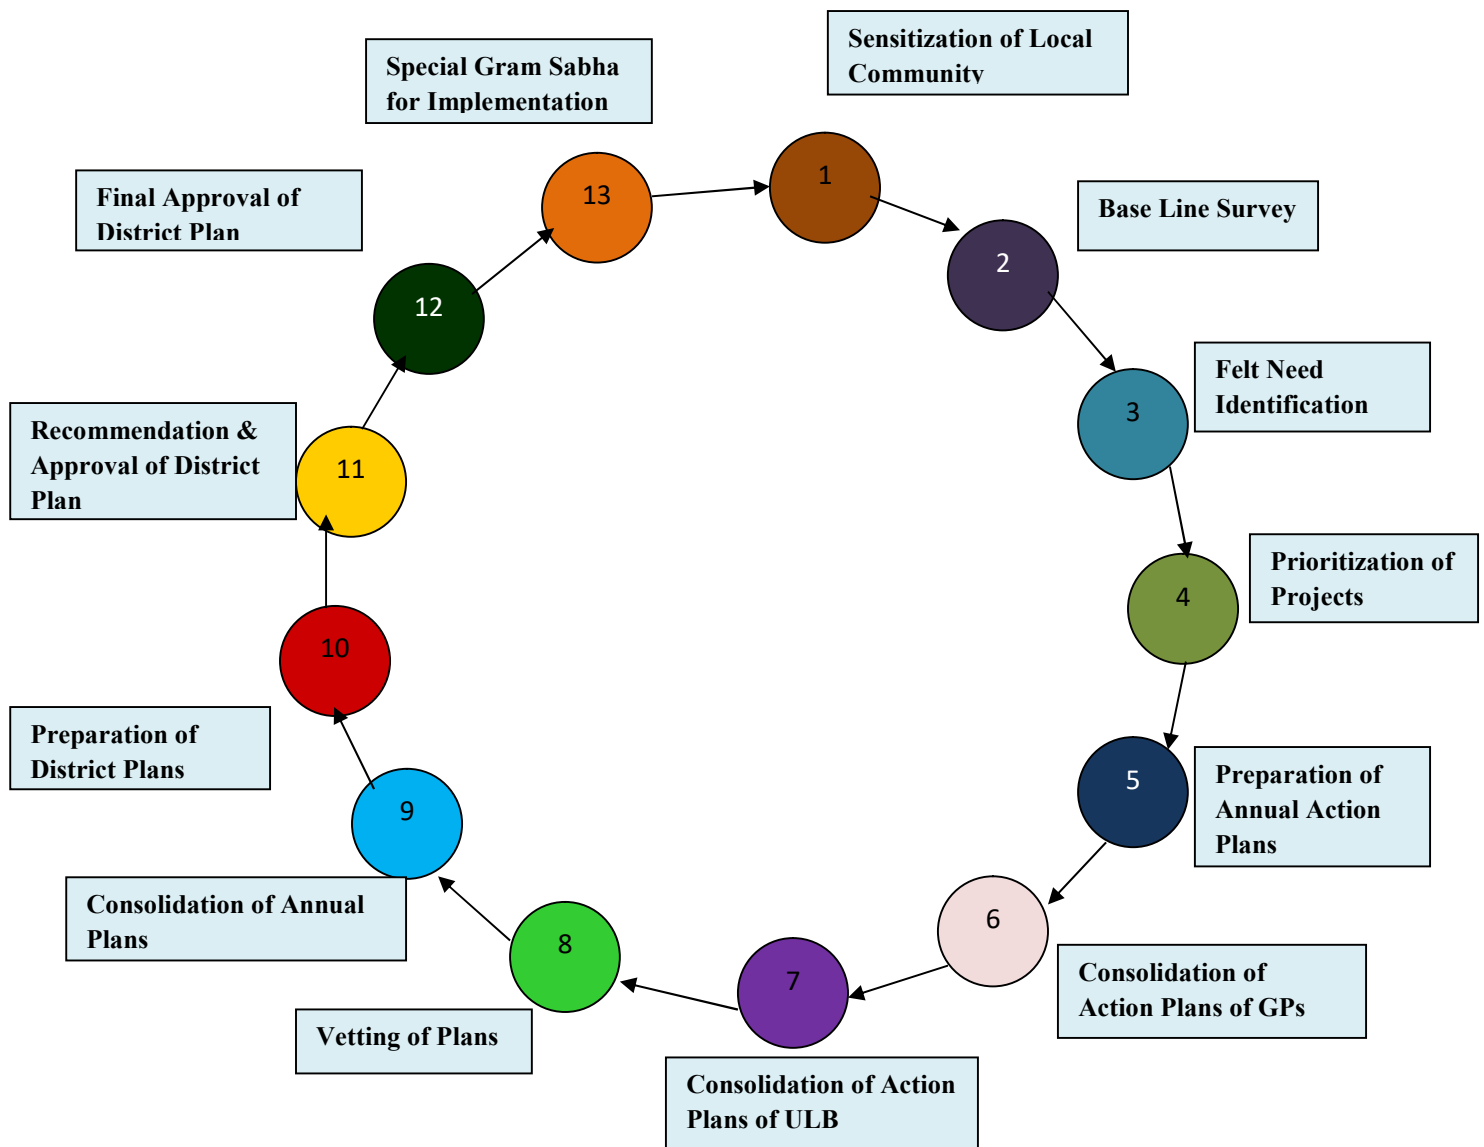 Sensitization of Local
Community
1
Base Line Survey
2
Felt Need
Identification
3
Prioritization of
Projects
4
Preparation of
Annual Action
Plans
5
Consolidation of
Action Plans of GPs
6
Consolidation of Action
Plans of ULB
7
Vetting of Plans
8
Consolidation of Annual
Plans
9
Preparation of
District Plans
10
Recommendation &
Approval of District
Plan
11
Final Approval of
District Plan
12
Special Gram Sabha
for Implementation
13